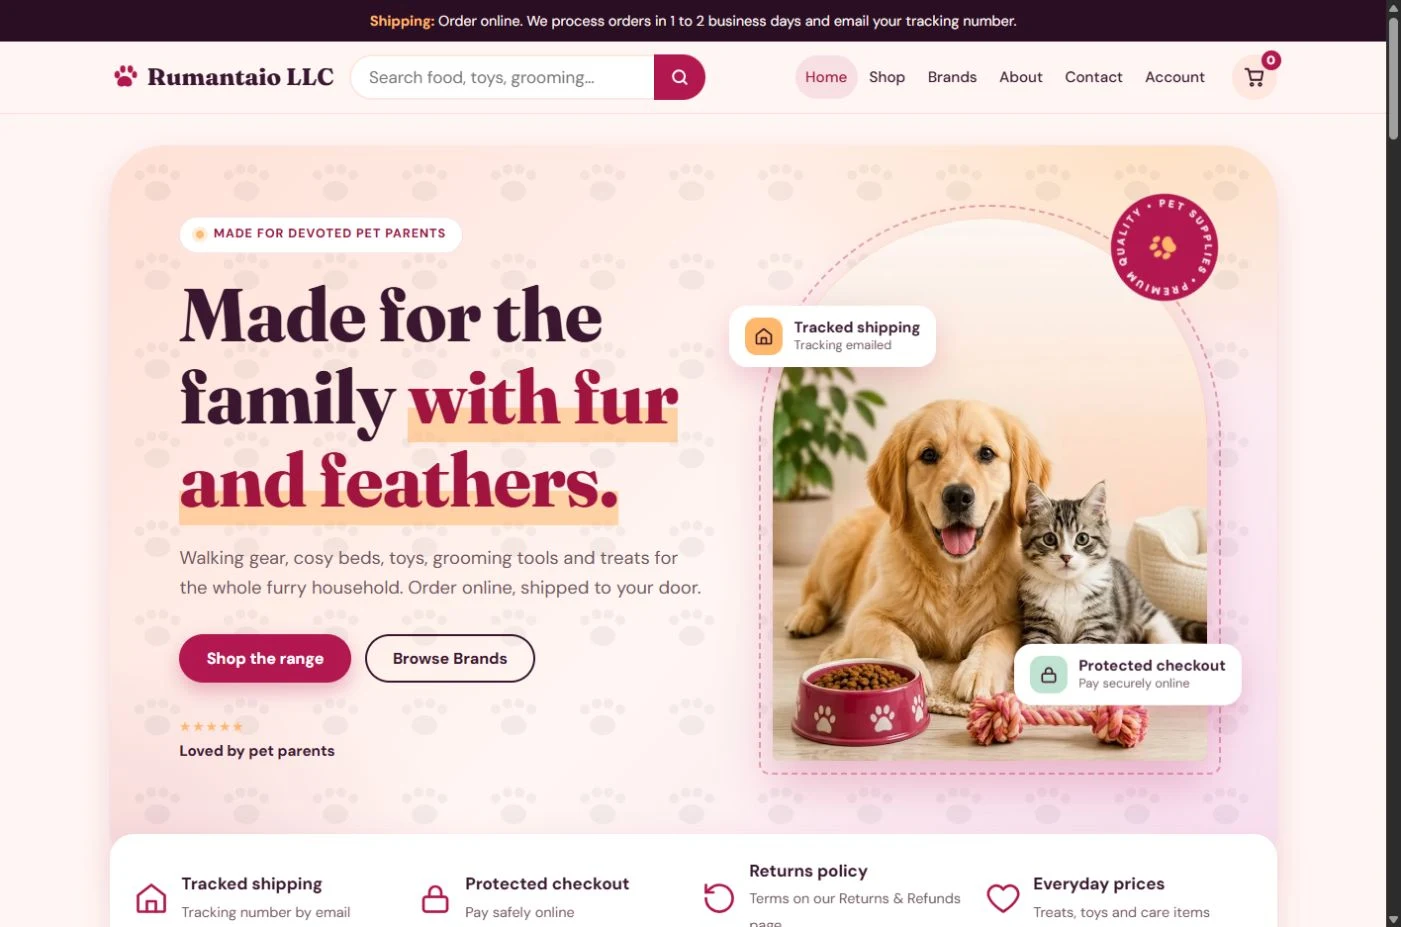 Shipping: Order online. We process orders in 1 to 2 business days and email your tracking number.
Rumantaio LLC
Search food, toys, grooming...
Home
Shop
Brands
About
Contact
Account
0
MADE FOR DEVOTED PET PARENTS
Made for the
family with fur
and feathers.
Walking gear, cosy beds, toys, grooming tools and treats for
the whole furry household. Order online, shipped to your door.
Shop the range
Browse Brands
★★★★★
Loved by pet parents
PREMIUM QUALITY • PET SUPPLIES •
Tracked shipping
Tracking emailed
Protected checkout
Pay securely online
Tracked shipping
Tracking number by email
Protected checkout
Pay safely online
Returns policy
Terms on our Returns & Refunds
page
Everyday prices
Treats, toys and care items